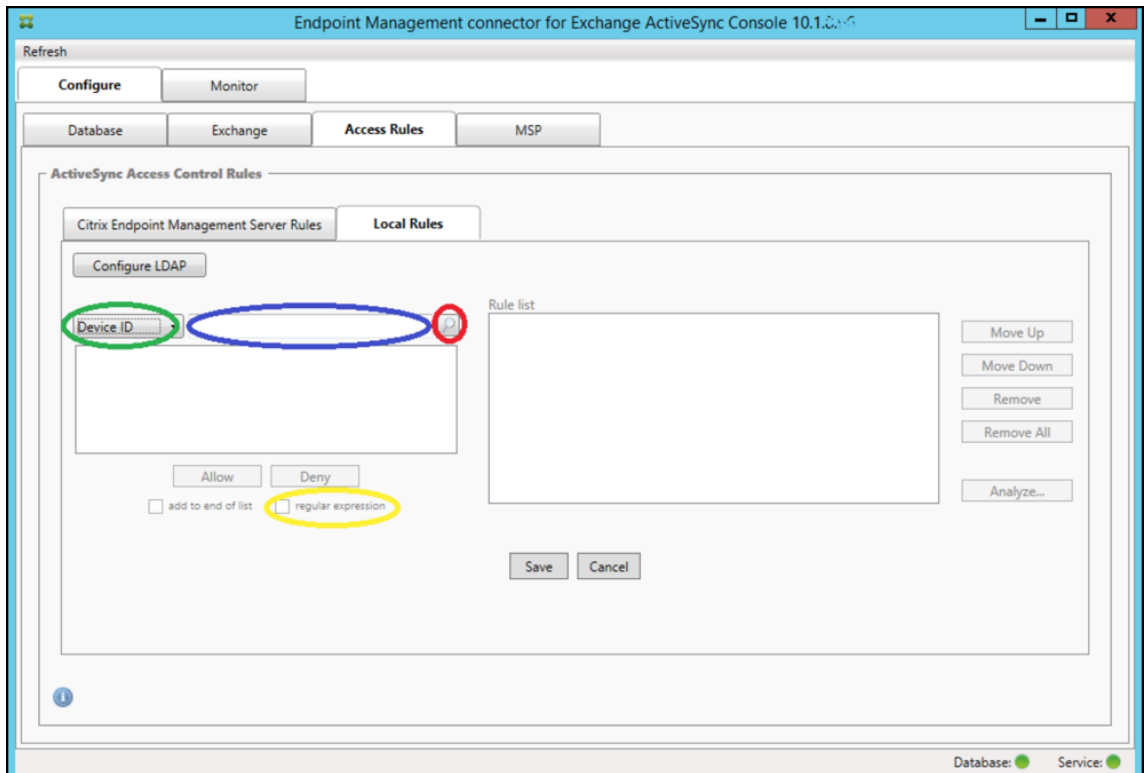 Endpoint Management connector for Exchange ActiveSync Console 10.1.
Refresh
Configure Monitor
Database Exchange Access Rules MSP
ActiveSync Access Control Rules
Citrix Endpoint Management Server Rules Local Rules
Configure LDAP
Rule list
Device ID
Move Up
Move Down
Remove
Remove All
Allow Deny
Analyze...
add to end of list regular expression
Save Cancel
Database: Service: